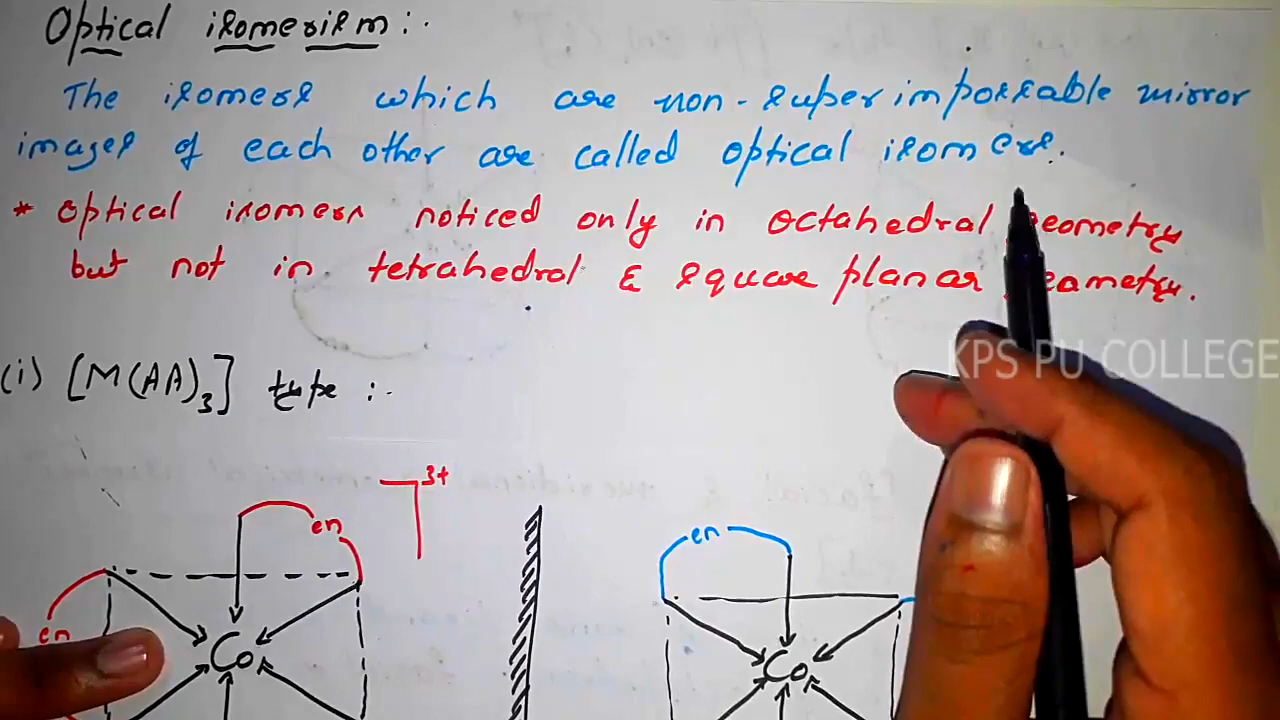 Optical isomerism:-
The isomers which are non-superimpossable mirror
images of each other are called optical isomers.
* optical isomers noticed only in octahedral geometry
but not in tetrahedral & square planar geametry.
KPS PU COLLEGE
(i) [M(AA)3] type :-
3+
en
en
en
Co
Co